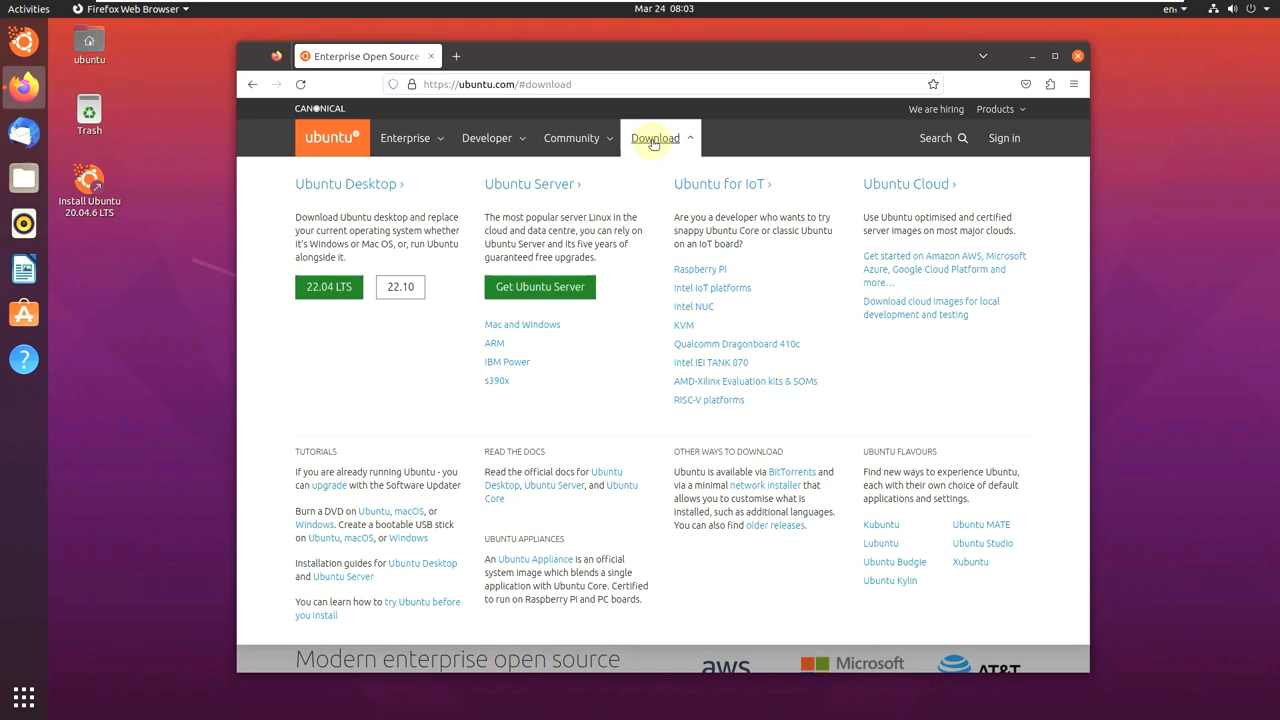 Activities
Firefox Web Browser
Mar 24 08:03
en
ubuntu
Trash
Install Ubuntu
20.04.6 LTS
Enterprise Open Source
https://ubuntu.com/#download
CANONICAL
We are hiring
Products
ubuntu
Enterprise
Developer
Community
Download
Search
Sign in
Ubuntu Desktop ›
Download Ubuntu desktop and replace
your current operating system whether
it's Windows or Mac OS, or, run Ubuntu
alongside it.
22.04 LTS
22.10
Ubuntu Server ›
The most popular server Linux in the
cloud and data centre, you can rely on
Ubuntu Server and its five years of
guaranteed free upgrades.
Get Ubuntu Server
Mac and Windows
ARM
IBM Power
s390x
Ubuntu for IoT ›
Are you a developer who wants to try
snappy Ubuntu Core or classic Ubuntu
on an IoT board?
Raspberry Pi
Intel IoT platforms
Intel NUC
KVM
Qualcomm Dragonboard 410c
Intel IEI TANK 870
AMD-Xilinx Evaluation kits & SOMs
RISC-V platforms
Ubuntu Cloud ›
Use Ubuntu optimised and certified
server images on most major clouds.
Get started on Amazon AWS, Microsoft
Azure, Google Cloud Platform and
more…
Download cloud images for local
development and testing
TUTORIALS
If you are already running Ubuntu - you
can upgrade with the Software Updater
Burn a DVD on Ubuntu, macOS, or
Windows. Create a bootable USB stick
on Ubuntu, macOS, or Windows
Installation guides for Ubuntu Desktop
and Ubuntu Server
You can learn how to try Ubuntu before
you install
READ THE DOCS
Read the official docs for Ubuntu
Desktop, Ubuntu Server, and Ubuntu
Core
UBUNTU APPLIANCES
An Ubuntu Appliance is an official
system image which blends a single
application with Ubuntu Core. Certified
to run on Raspberry Pi and PC boards.
OTHER WAYS TO DOWNLOAD
Ubuntu is available via BitTorrents and
via a minimal network installer that
allows you to customise what is
installed, such as additional languages.
You can also find older releases.
UBUNTU FLAVOURS
Find new ways to experience Ubuntu,
each with their own choice of default
applications and settings.
Kubuntu
Lubuntu
Ubuntu Budgie
Ubuntu Kylin
Ubuntu MATE
Ubuntu Studio
Xubuntu
Modern enterprise open source
aws
Microsoft
AT&T